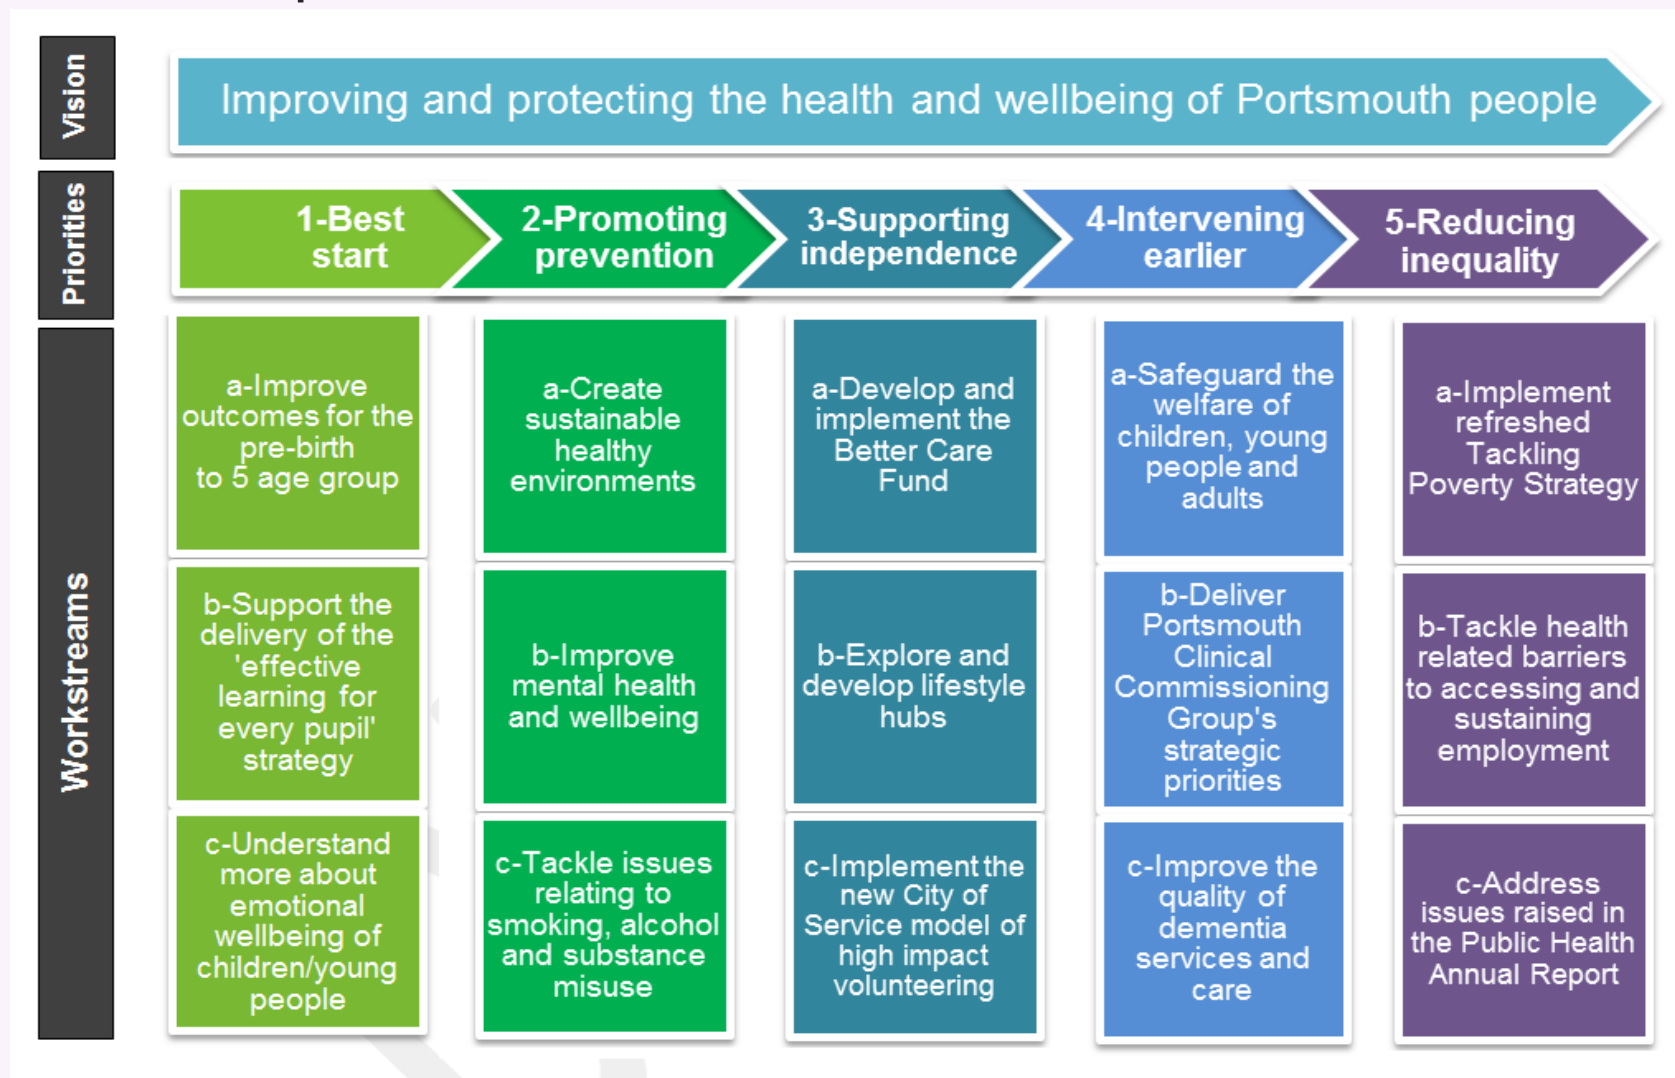 Vision
Improving and protecting the health and wellbeing of Portsmouth people
Priorities
1-Best
start
2-Promoting
prevention
3-Supporting
independence
4-Intervening
earlier
5-Reducing
inequality
Workstreams
a-Improve
outcomes for the
pre-birth
to 5 age group
a-Create
sustainable
healthy
environments
a-Develop and
implement the
Better Care
Fund
a-Safeguard the
welfare of
children, young
people and
adults
a-Implement
refreshed
Tackling
Poverty Strategy
b-Support the
delivery of the
'effective
learning for
every pupil'
strategy
b-Improve
mental health
and wellbeing
b-Explore and
develop lifestyle
hubs
b-Deliver
Portsmouth
Clinical
Commissioning
Group's
strategic
priorities
b-Tackle health
related barriers
to accessing and
sustaining
employment
c-Understand
more about
emotional
wellbeing of
children/young
people
c-Tackle issues
relating to
smoking, alcohol
and substance
misuse
c-Implement the
new City of
Service model of
high impact
volunteering
c-Improve the
quality of
dementia
services and
care
c-Address
issues raised in
the Public Health
Annual Report